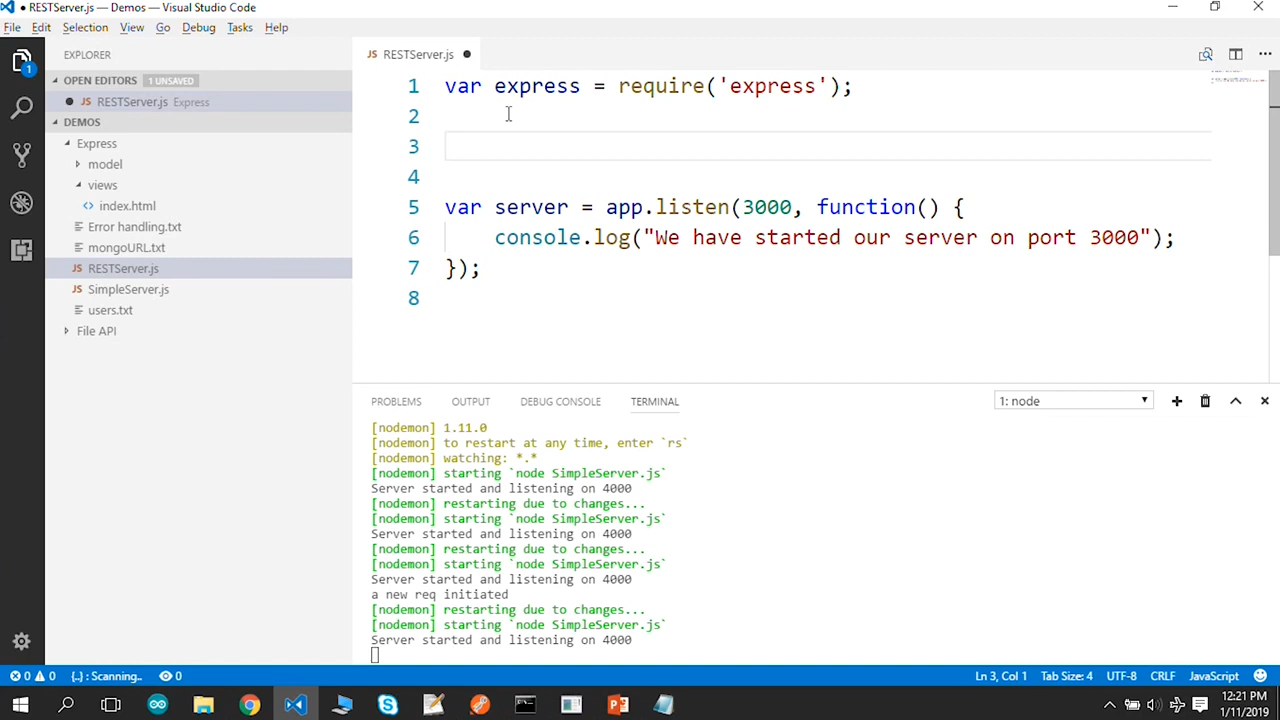 ● RESTServer.js — Demos — Visual Studio Code
File Edit Selection View Go Debug Tasks Help
EXPLORER
OPEN EDITORS 1 UNSAVED
RESTServer.js Express
DEMOS
Express
model
views
index.html
Error handling.txt
mongoURL.txt
RESTServer.js
SimpleServer.js
users.txt
File API
1
JS RESTServer.js ●
1 var express = require('express');
2
3
4
5 var server = app.listen(3000, function() {
6 console.log("We have started our server on port 3000");
7 });
8
PROBLEMS OUTPUT DEBUG CONSOLE TERMINAL 1: node
[nodemon] 1.11.0
[nodemon] to restart at any time, enter `rs`
[nodemon] watching: *.*
[nodemon] starting `node SimpleServer.js`
Server started and listening on 4000
[nodemon] restarting due to changes...
[nodemon] starting `node SimpleServer.js`
Server started and listening on 4000
[nodemon] restarting due to changes...
[nodemon] starting `node SimpleServer.js`
Server started and listening on 4000
a new req initiated
[nodemon] restarting due to changes...
[nodemon] starting `node SimpleServer.js`
Server started and listening on 4000
0 0 {..} : Scanning.. 0 Ln 3, Col 1 Tab Size: 4 UTF-8 CRLF JavaScript
12:21 PM
1/11/2019